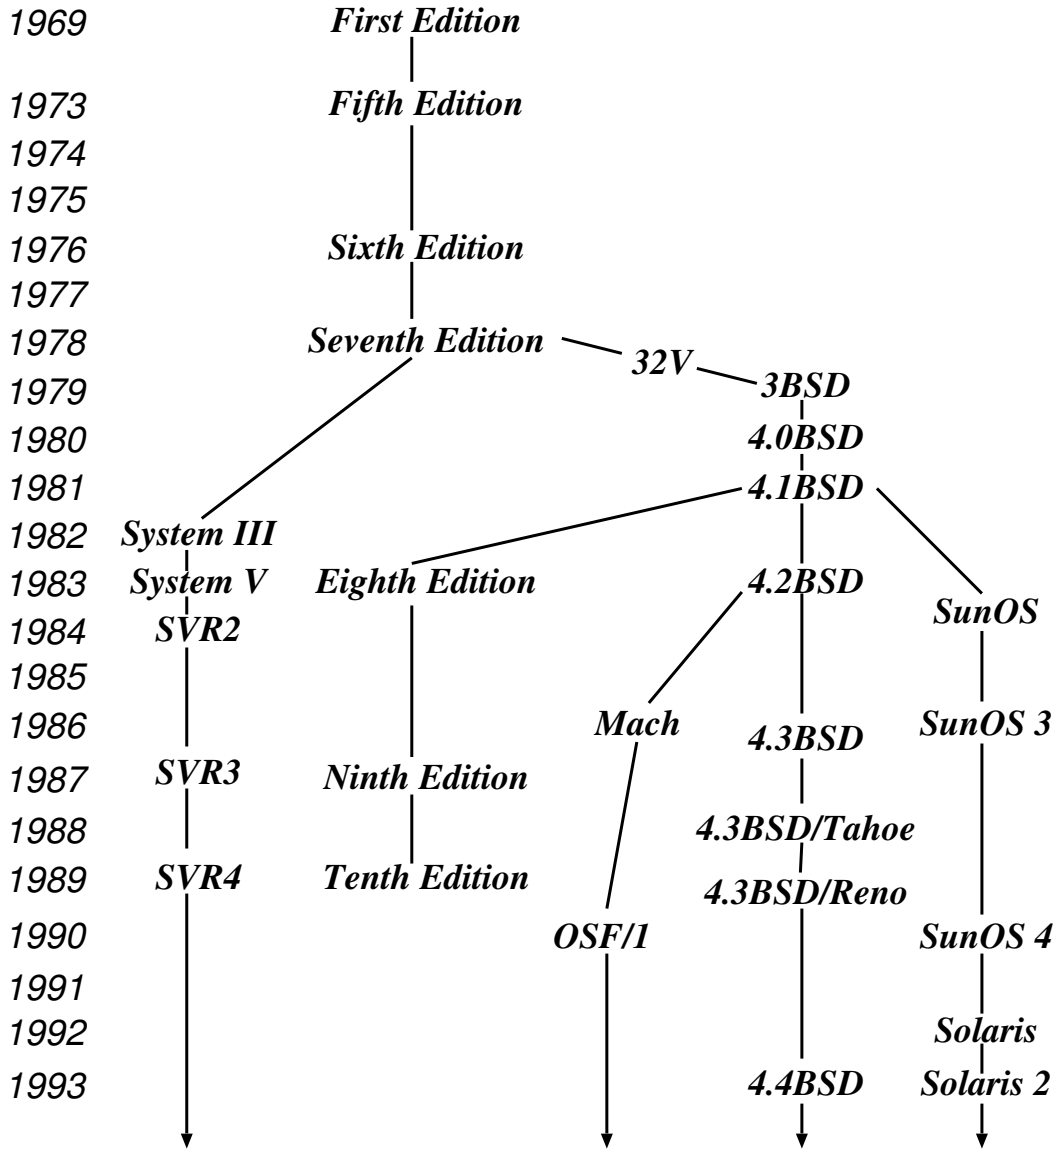 1969 First Edition
1973 Fifth Edition
1974
1975
1976 Sixth Edition
1977
1978 Seventh Edition
32V
1979 3BSD
1980 4.0BSD
1981 4.1BSD
1982 System III
1983 System V Eighth Edition 4.2BSD
SunOS
1984 SVR2
1985
1986 Mach SunOS 3
4.3BSD
1987 SVR3 Ninth Edition
1988 4.3BSD/Tahoe
1989 SVR4 Tenth Edition
4.3BSD/Reno
1990 OSF/1 SunOS 4
1991
1992 Solaris
1993 4.4BSD Solaris 2